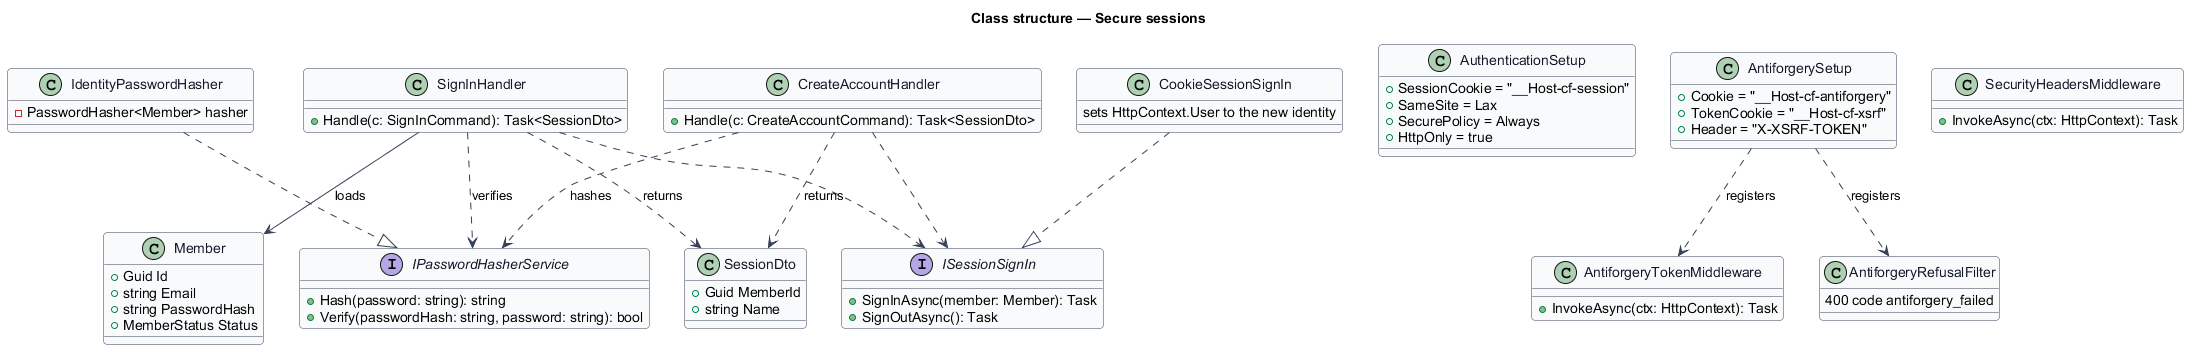 Class structure — Secure sessions
IdentityPasswordHasher
PasswordHasher<Member> hasher
SignInHandler
Handle(c: SignInCommand): Task<SessionDto>
CreateAccountHandler
Handle(c: CreateAccountCommand): Task<SessionDto>
CookieSessionSignIn
sets HttpContext.User to the new identity
AuthenticationSetup
SessionCookie = "__Host-cf-session"
SameSite = Lax
SecurePolicy = Always
HttpOnly = true
AntiforgerySetup
Cookie = "__Host-cf-antiforgery"
TokenCookie = "__Host-cf-xsrf"
Header = "X-XSRF-TOKEN"
SecurityHeadersMiddleware
InvokeAsync(ctx: HttpContext): Task
loads
verifies
hashes
returns
returns
registers
registers
Member
Guid Id
string Email
string PasswordHash
MemberStatus Status
IPasswordHasherService
Hash(password: string): string
Verify(passwordHash: string, password: string): bool
SessionDto
Guid MemberId
string Name
ISessionSignIn
SignInAsync(member: Member): Task
SignOutAsync(): Task
AntiforgeryTokenMiddleware
InvokeAsync(ctx: HttpContext): Task
AntiforgeryRefusalFilter
400 code antiforgery_failed